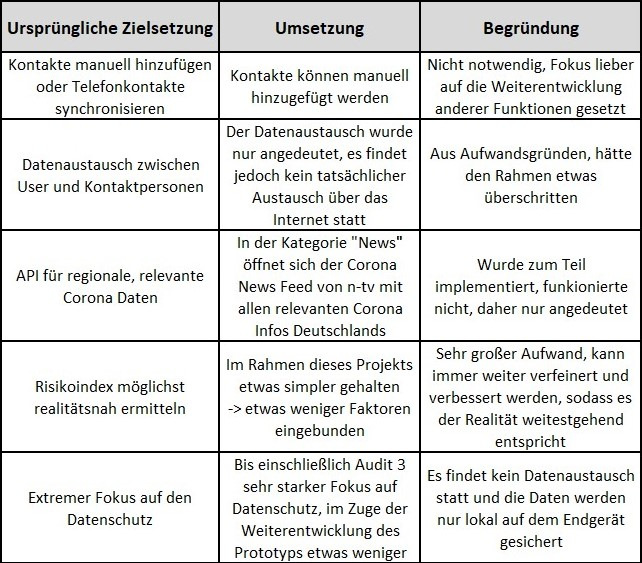 Ursprüngliche Zielsetzung
Umsetzung
Begründung
Kontakte manuell hinzufügen
oder Telefonkontakte
synchronisieren
Kontakte können manuell
hinzugefügt werden
Nicht notwendig, Fokus lieber
auf die Weiterentwicklung
anderer Funktionen gesetzt
Datenaustausch zwischen
User und Kontaktpersonen
Der Datenaustausch wurde
nur angedeutet, es findet
jedoch kein tatsächlicher
Austausch über das
Internet statt
Aus Aufwandsgründen, hätte
den Rahmen etwas
überschritten
API für regionale, relevante
Corona Daten
In der Kategorie "News"
öffnet sich der Corona
News Feed von n-tv mit
allen relevanten Corona
Infos Deutschlands
Wurde zum Teil
implementiert, funkionierte
nicht, daher nur angedeutet
Risikoindex möglichst
realitätsnah ermitteln
Im Rahmen dieses Projekts
etwas simpler gehalten
-> etwas weniger Faktoren
eingebunden
Sehr großer Aufwand, kann
immer weiter verfeinert und
verbessert werden, sodass es
der Realität weitestgehend
entspricht
Extremer Fokus auf den
Datenschutz
Bis einschließlich Audit 3
sehr starker Fokus auf
Datenschutz, im Zuge der
Weiterentwicklung des
Prototyps etwas weniger
Es findet kein Datenaustausch
statt und die Daten werden
nur lokal auf dem Endgerät
gesichert